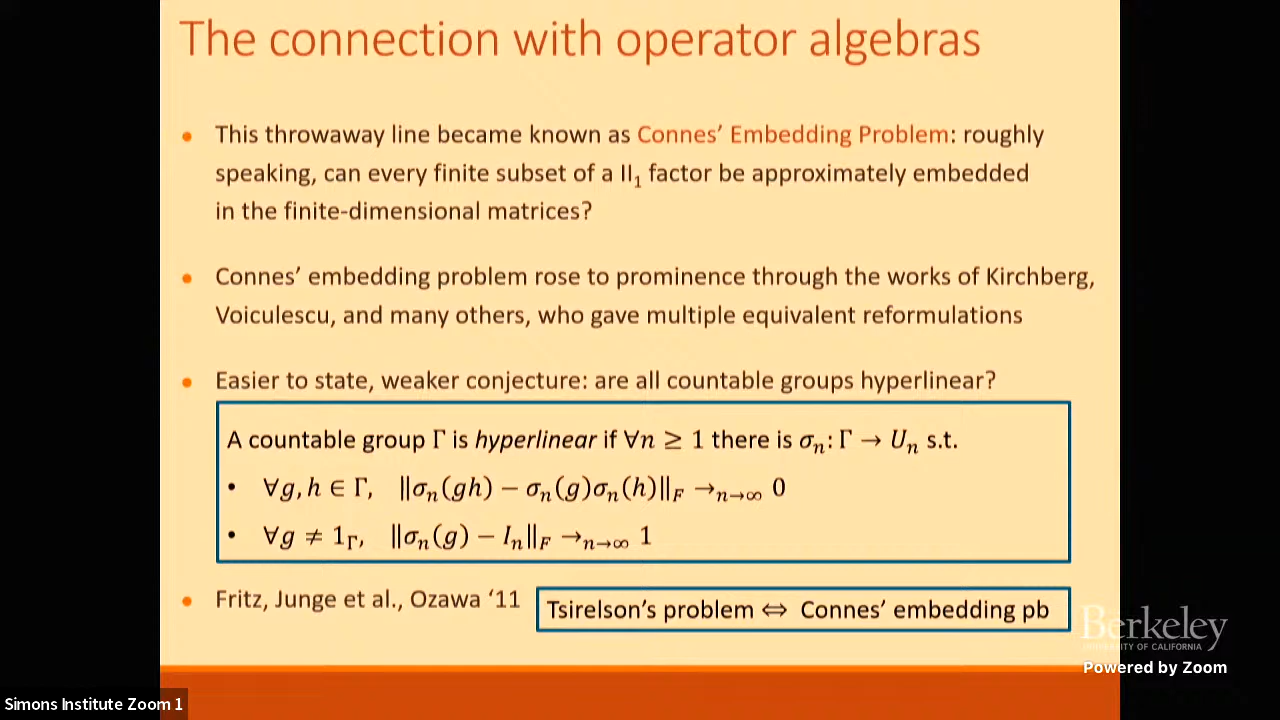 The connection with operator algebras
• This throwaway line became known as Connes’ Embedding Problem: roughly
speaking, can every finite subset of a II₁ factor be approximately embedded
in the finite-dimensional matrices?
• Connes’ embedding problem rose to prominence through the works of Kirchberg,
Voiculescu, and many others, who gave multiple equivalent reformulations
• Easier to state, weaker conjecture: are all countable groups hyperlinear?
A countable group Γ is hyperlinear if ∀n ≥ 1 there is σₙ: Γ → Uₙ s.t.
• ∀g, h ∈ Γ, ‖σₙ(gh) − σₙ(g)σₙ(h)‖_F →ₙ→∞ 0
• ∀g ≠ 1_Γ, ‖σₙ(g) − Iₙ‖_F →ₙ→∞ 1
• Fritz, Junge et al., Ozawa ‘11
Tsirelson’s problem ⇔ Connes’ embedding pb
Berkeley
UNIVERSITY OF CALIFORNIA
Powered by Zoom
Simons Institute Zoom 1